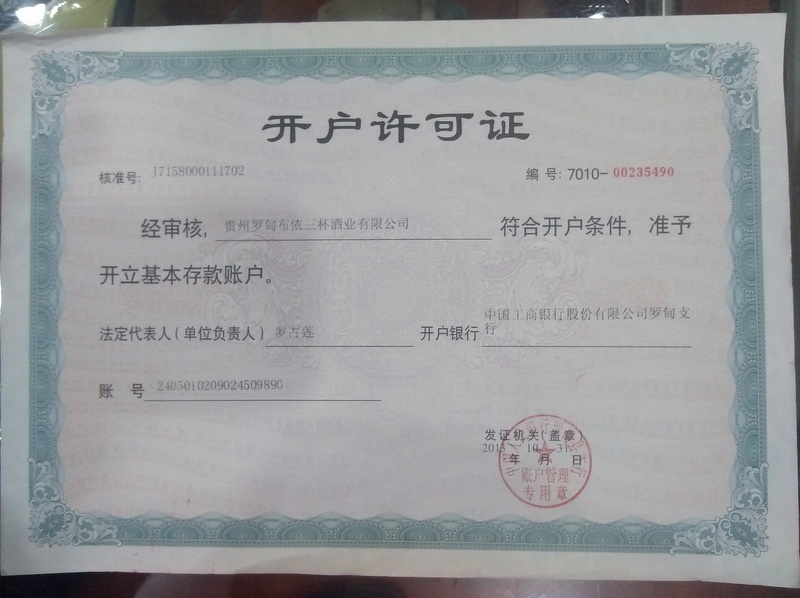 开户许可证
核准号: J7158000111702
编 号: 7010-00235490
经审核, 贵州罗甸布依三杯酒业有限公司 符合开户条件, 准予
开立基本存款账户。
法定代表人(单位负责人) 罗古莲 开户银行 中国工商银行股份有限公司罗甸支
行
账 号 2405010209024509890
发证机关(盖章)
2013 10 31
年 月 日
账户管理
专用章